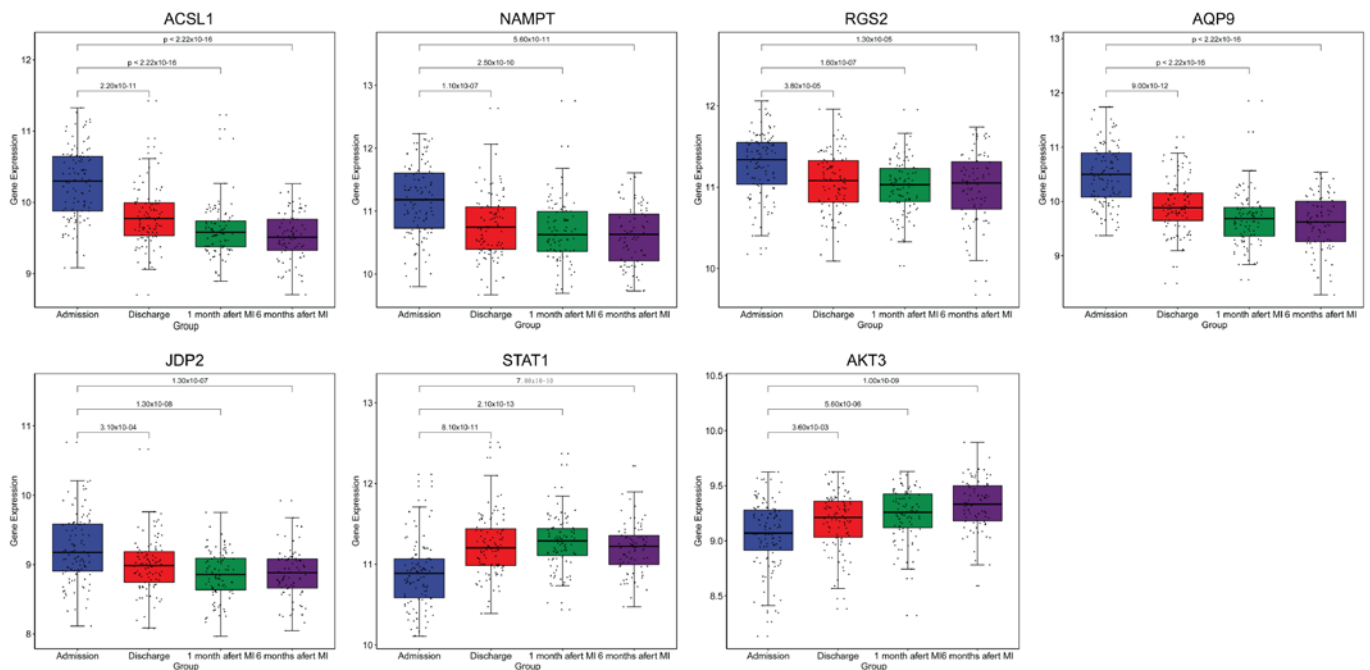 ACSL1
p < 2.22x10-16
p < 2.22x10-16
2.20x10-11
12
11
10
9
Gene Expression
Admission Discharge 1 month afert MI 6 months afert MI
Group
NAMPT
5.60x10-11
2.50x10-10
1.10x10-07
13
12
11
10
Gene Expression
Admission Discharge 1 month afert MI 6 months afert MI
Group
RGS2
1.30x10-05
1.60x10-07
3.80x10-05
12
11
10
Gene Expression
Admission Discharge 1 month afert MI 6 months afert MI
Group
AQP9
p < 2.22x10-16
p < 2.22x10-16
9.00x10-12
13
12
11
10
9
Gene Expression
Admission Discharge 1 month afert MI 6 months afert MI
Group
JDP2
1.30x10-07
1.30x10-08
3.10x10-04
11
10
9
8
Gene Expression
Admission Discharge 1 month afert MI 6 months afert MI
Group
STAT1
2.10x10-13
8.10x10-11
13
12
11
10
Gene Expression
Admission Discharge 1 month afert MI 6 months afert MI
Group
AKT3
1.00x10-09
5.60x10-06
3.60x10-03
10.5
10.0
9.5
9.0
8.5
Gene Expression
Admission Discharge 1 month afert MI 6 months afert MI
Group